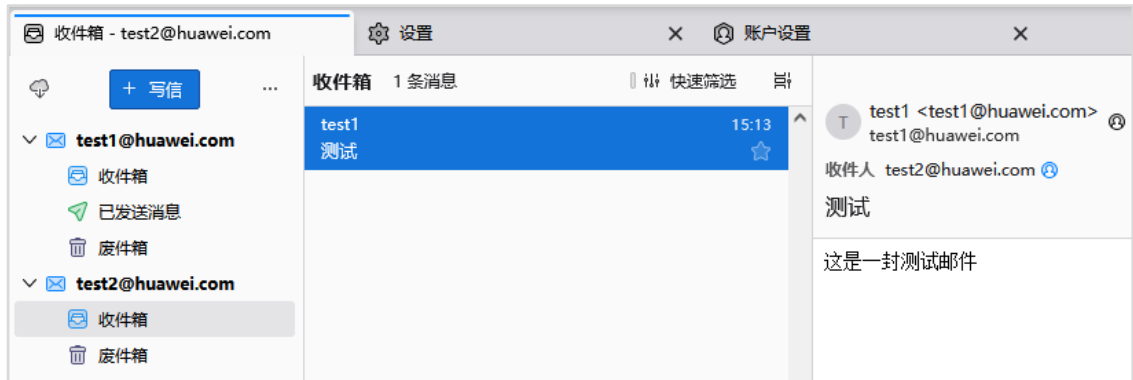 收件箱 - test2@huawei.com
设置
账户设置
+ 写信
···
test1@huawei.com
收件箱
已发送消息
废件箱
test2@huawei.com
收件箱
废件箱
收件箱 1 条消息
快速筛选
test1 15:13
测试
T
test1 <test1@huawei.com>
test1@huawei.com
收件人 test2@huawei.com
测试
这是一封测试邮件